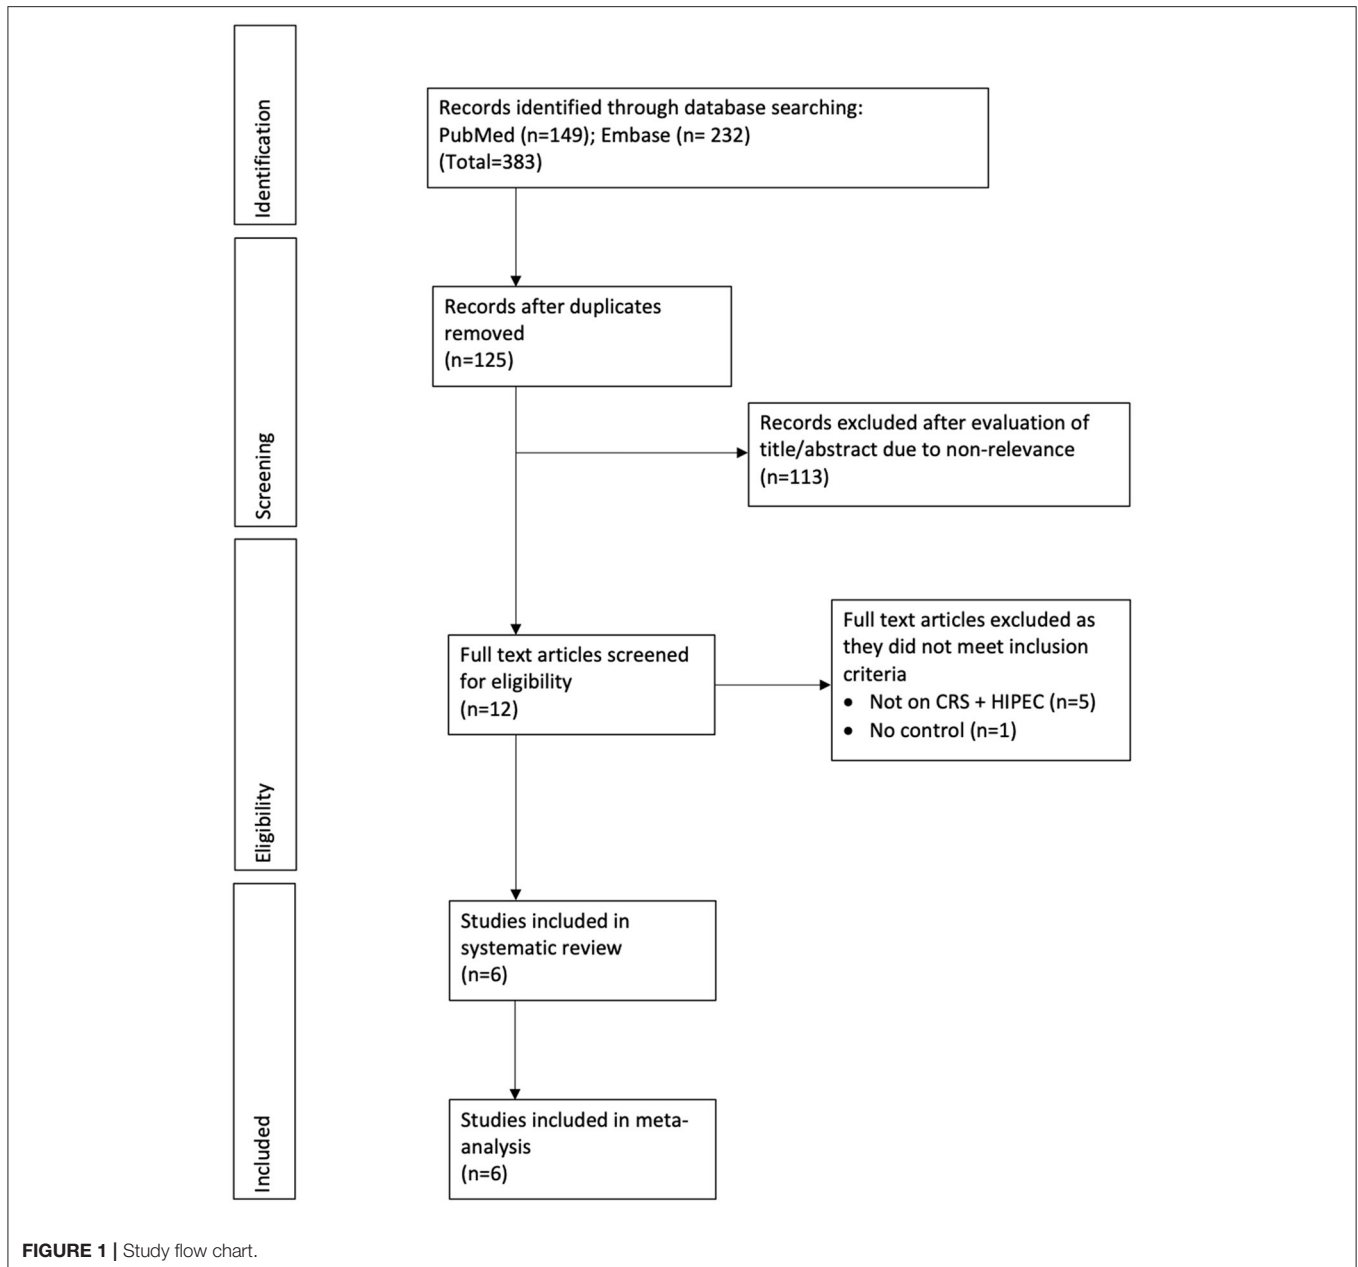 Identification
Records identified through database searching:
PubMed (n=149); Embase (n= 232)
(Total=383)
Screening
Records after duplicates
removed
(n=125)
Records excluded after evaluation of
title/abstract due to non-relevance
(n=113)
Eligibility
Full text articles screened
for eligibility
(n=12)
Full text articles excluded as
they did not meet inclusion
criteria
• Not on CRS + HIPEC (n=5)
• No control (n=1)
Included
Studies included in
systematic review
(n=6)
Studies included in meta-
analysis
(n=6)
FIGURE 1 | Study flow chart.